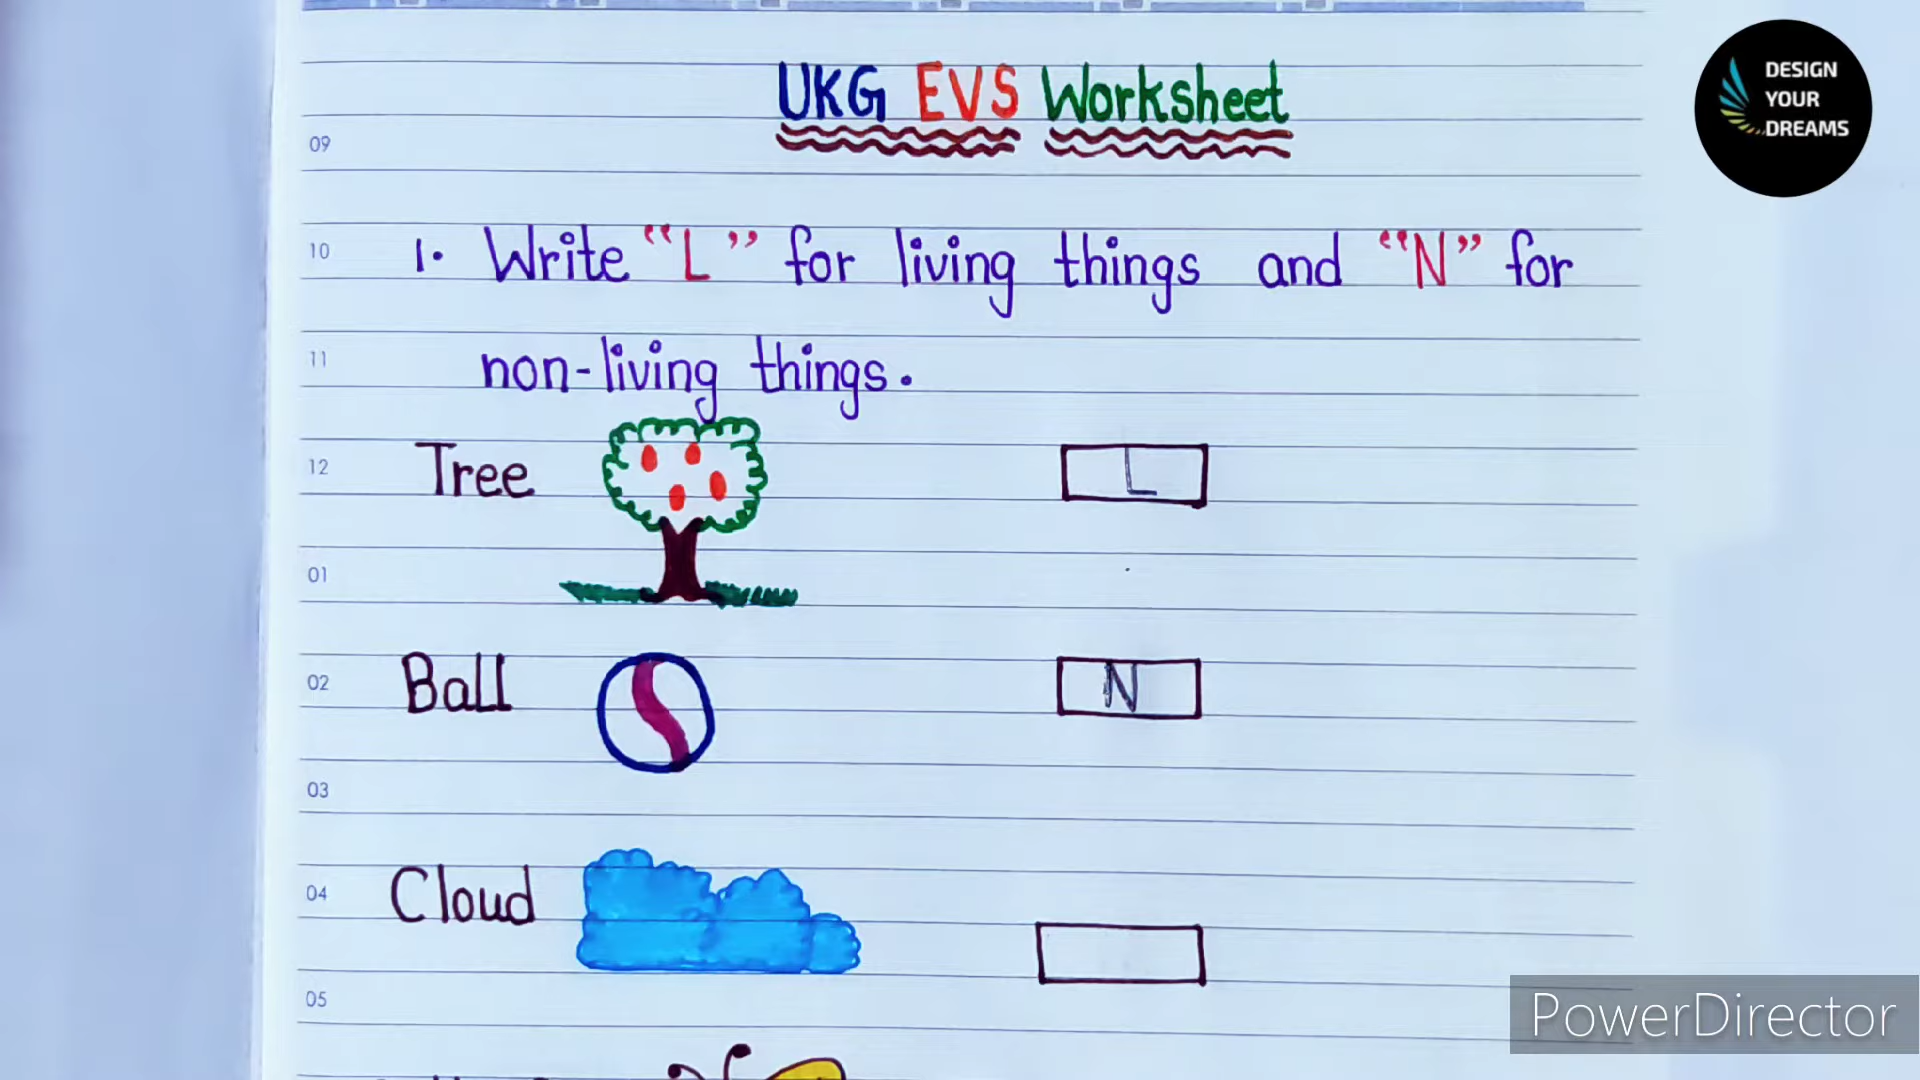 UKG EVS Worksheet
DESIGN
YOUR
DREAMS
09
10
1. Write "L" for living things and "N" for
11
non-living things.
12
Tree
L
01
02
Ball
N
03
04
Cloud
05
PowerDirector